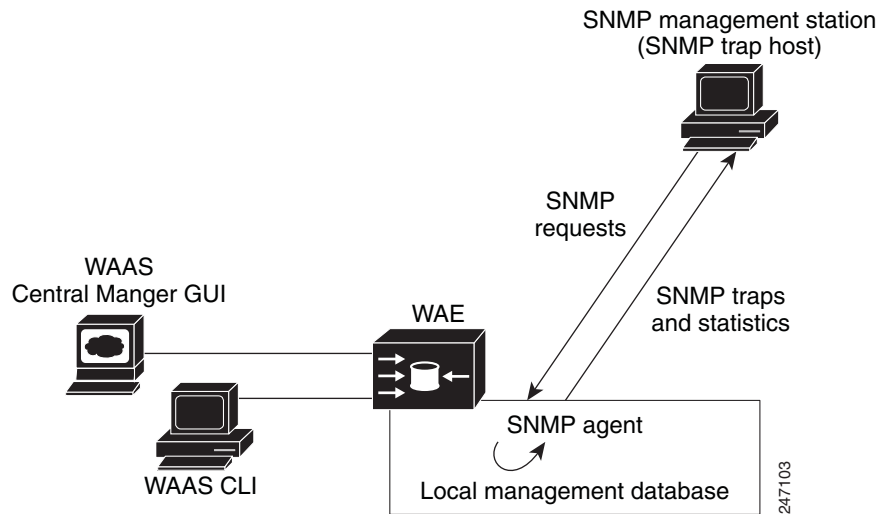 SNMP management station
(SNMP trap host)
SNMP
requests
WAAS
Central Manger GUI
SNMP traps
and statistics
WAE
SNMP agent
WAAS CLI
Local management database
247103